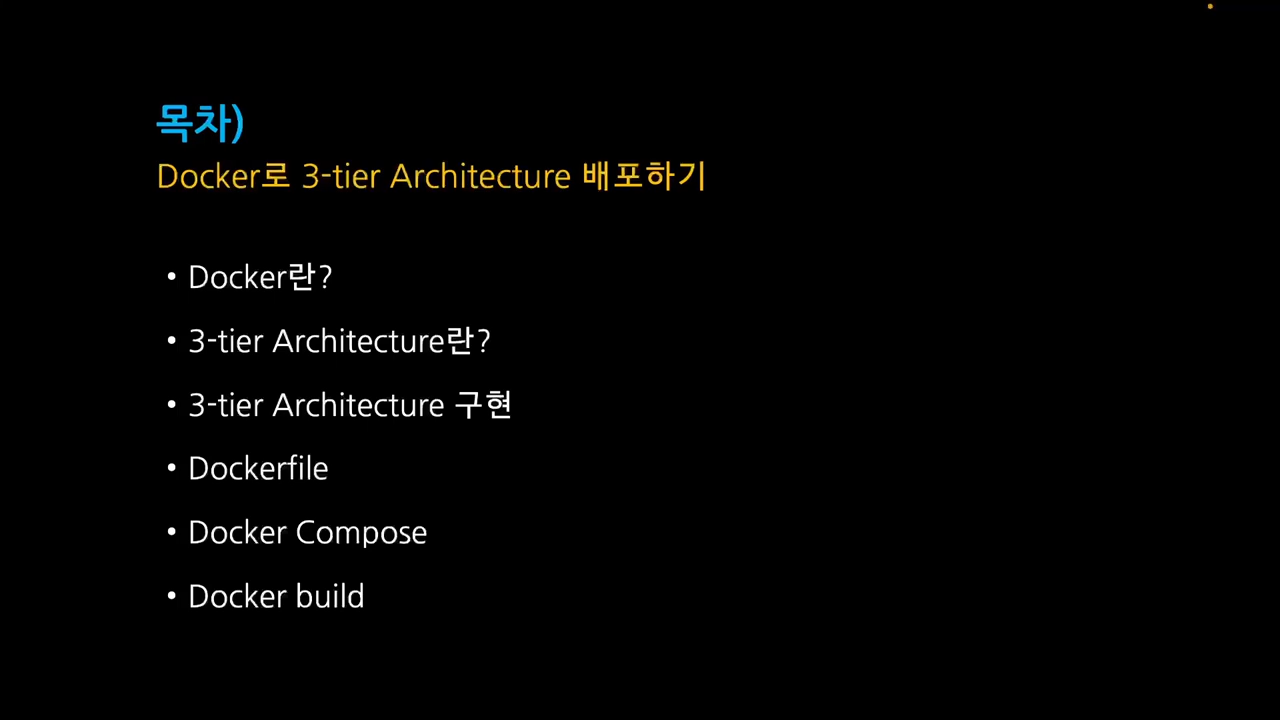 목차)
Docker로 3-tier Architecture 배포하기
• Docker란?
• 3-tier Architecture란?
• 3-tier Architecture 구현
• Dockerfile
• Docker Compose
• Docker build